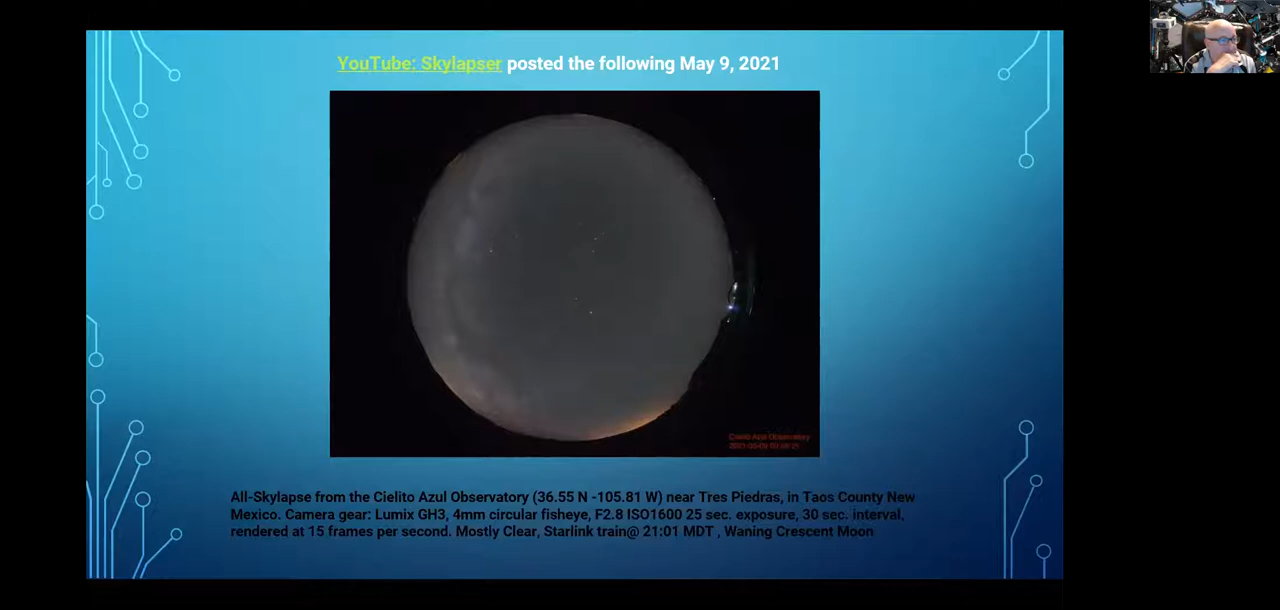 YouTube: Skylapser posted the following May 9, 2021
Cielito Azul Observatory
All-Skylapse from the Cielito Azul Observatory (36.55 N -105.81 W) near Tres Piedras, in Taos County New
Mexico. Camera gear: Lumix GH3, 4mm circular fisheye, F2.8 ISO1600 25 sec. exposure, 30 sec. interval,
rendered at 15 frames per second. Mostly Clear, Starlink train@ 21:01 MDT , Waning Crescent Moon